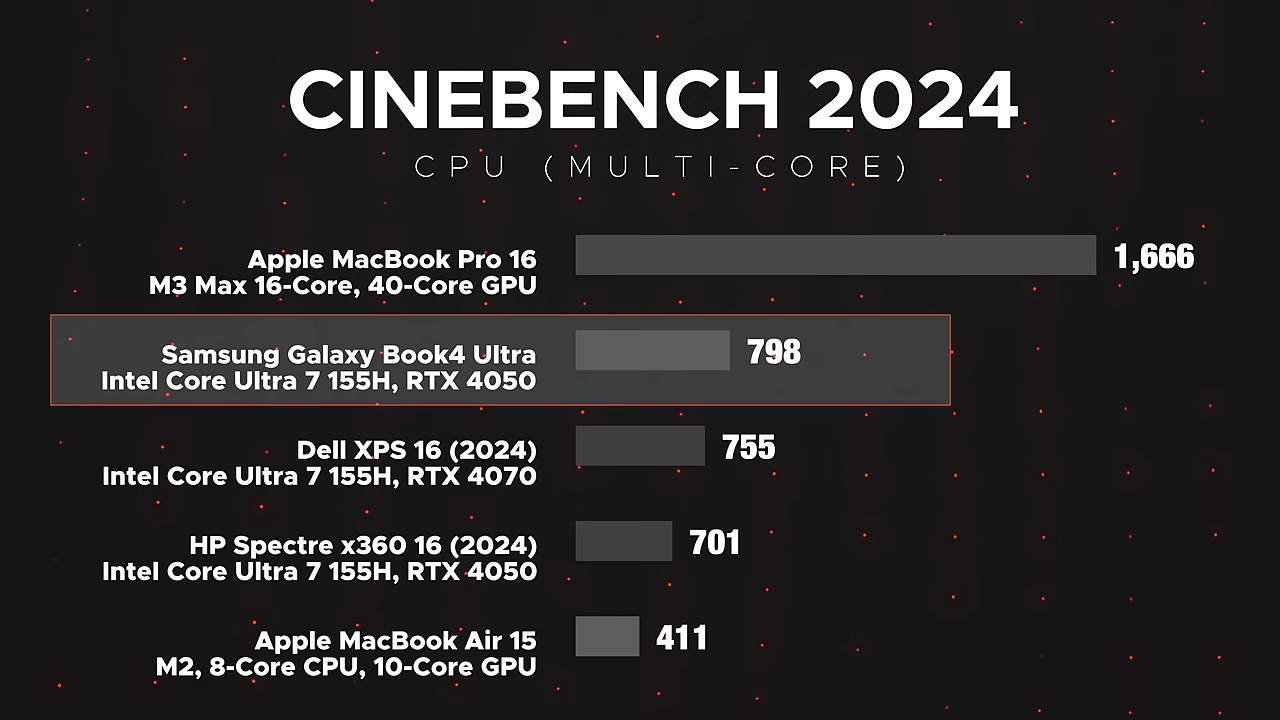 CINEBENCH 2024
CPU (MULTI-CORE)
Apple MacBook Pro 16
M3 Max 16-Core, 40-Core GPU
1,666
Samsung Galaxy Book4 Ultra
Intel Core Ultra 7 155H, RTX 4050
798
Dell XPS 16 (2024)
Intel Core Ultra 7 155H, RTX 4070
755
HP Spectre x360 16 (2024)
Intel Core Ultra 7 155H, RTX 4050
701
Apple MacBook Air 15
M2, 8-Core CPU, 10-Core GPU
411